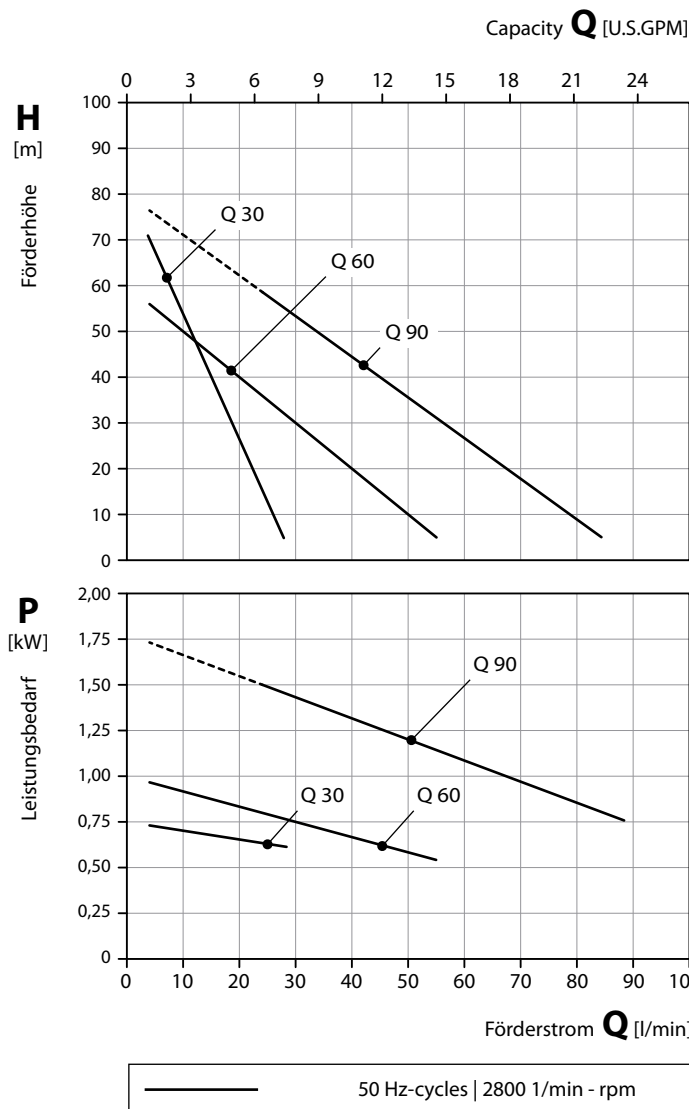 Capacity Q [U.S.GPM]
0 3 6 9 12 15 18 21 24
H
[m]
Förderhöhe
100
90
80
70
60
50
40
30
20
10
0
Q 30
Q 60
Q 90
P
[kW]
Leistungsbedarf
2,00
1,75
1,50
1,25
1,00
0,75
0,50
0,25
0
Q 90
Q 30
Q 60
0 10 20 30 40 50 60 70 80 90 100
Förderstrom Q [l/min]
50 Hz-cycles | 2800 1/min - rpm